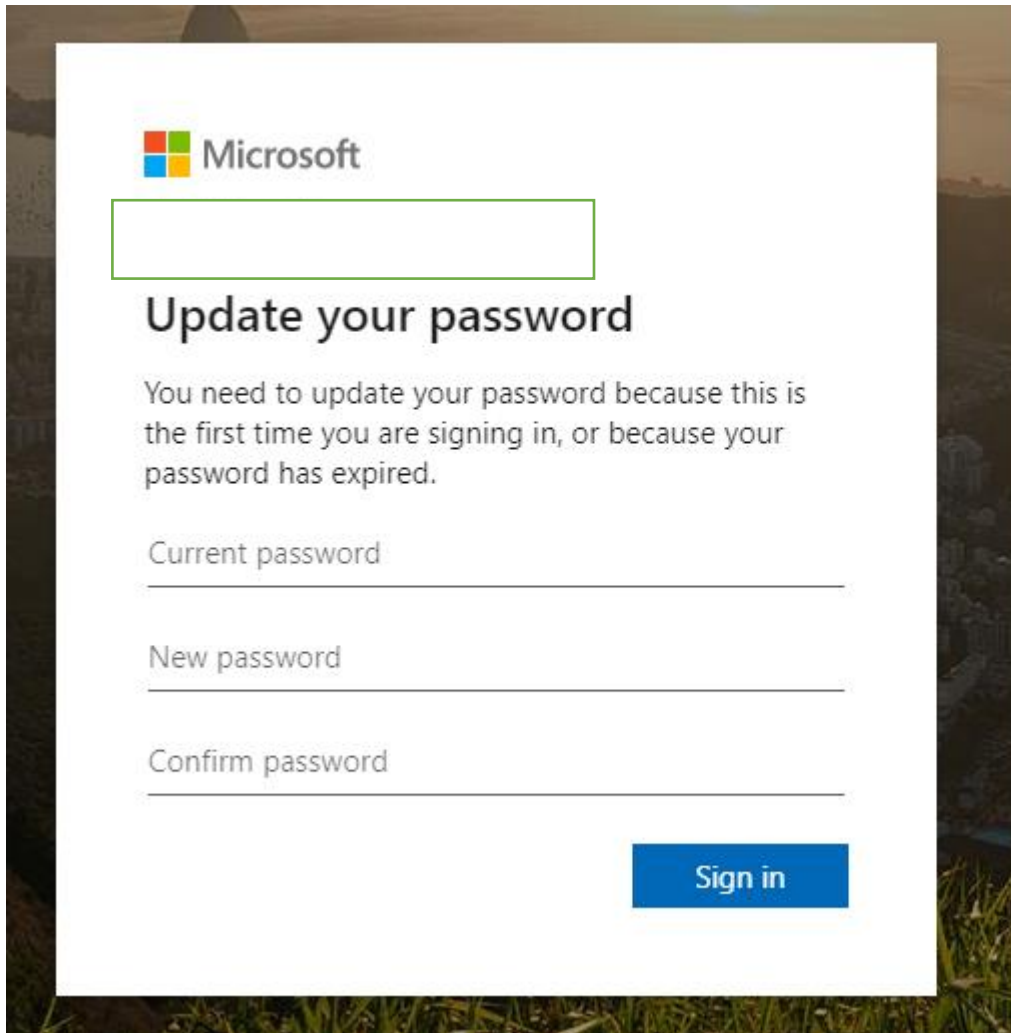 Microsoft
Update your password
You need to update your password because this is
the first time you are signing in, or because your
password has expired.
Current password
New password
Confirm password
Sign in